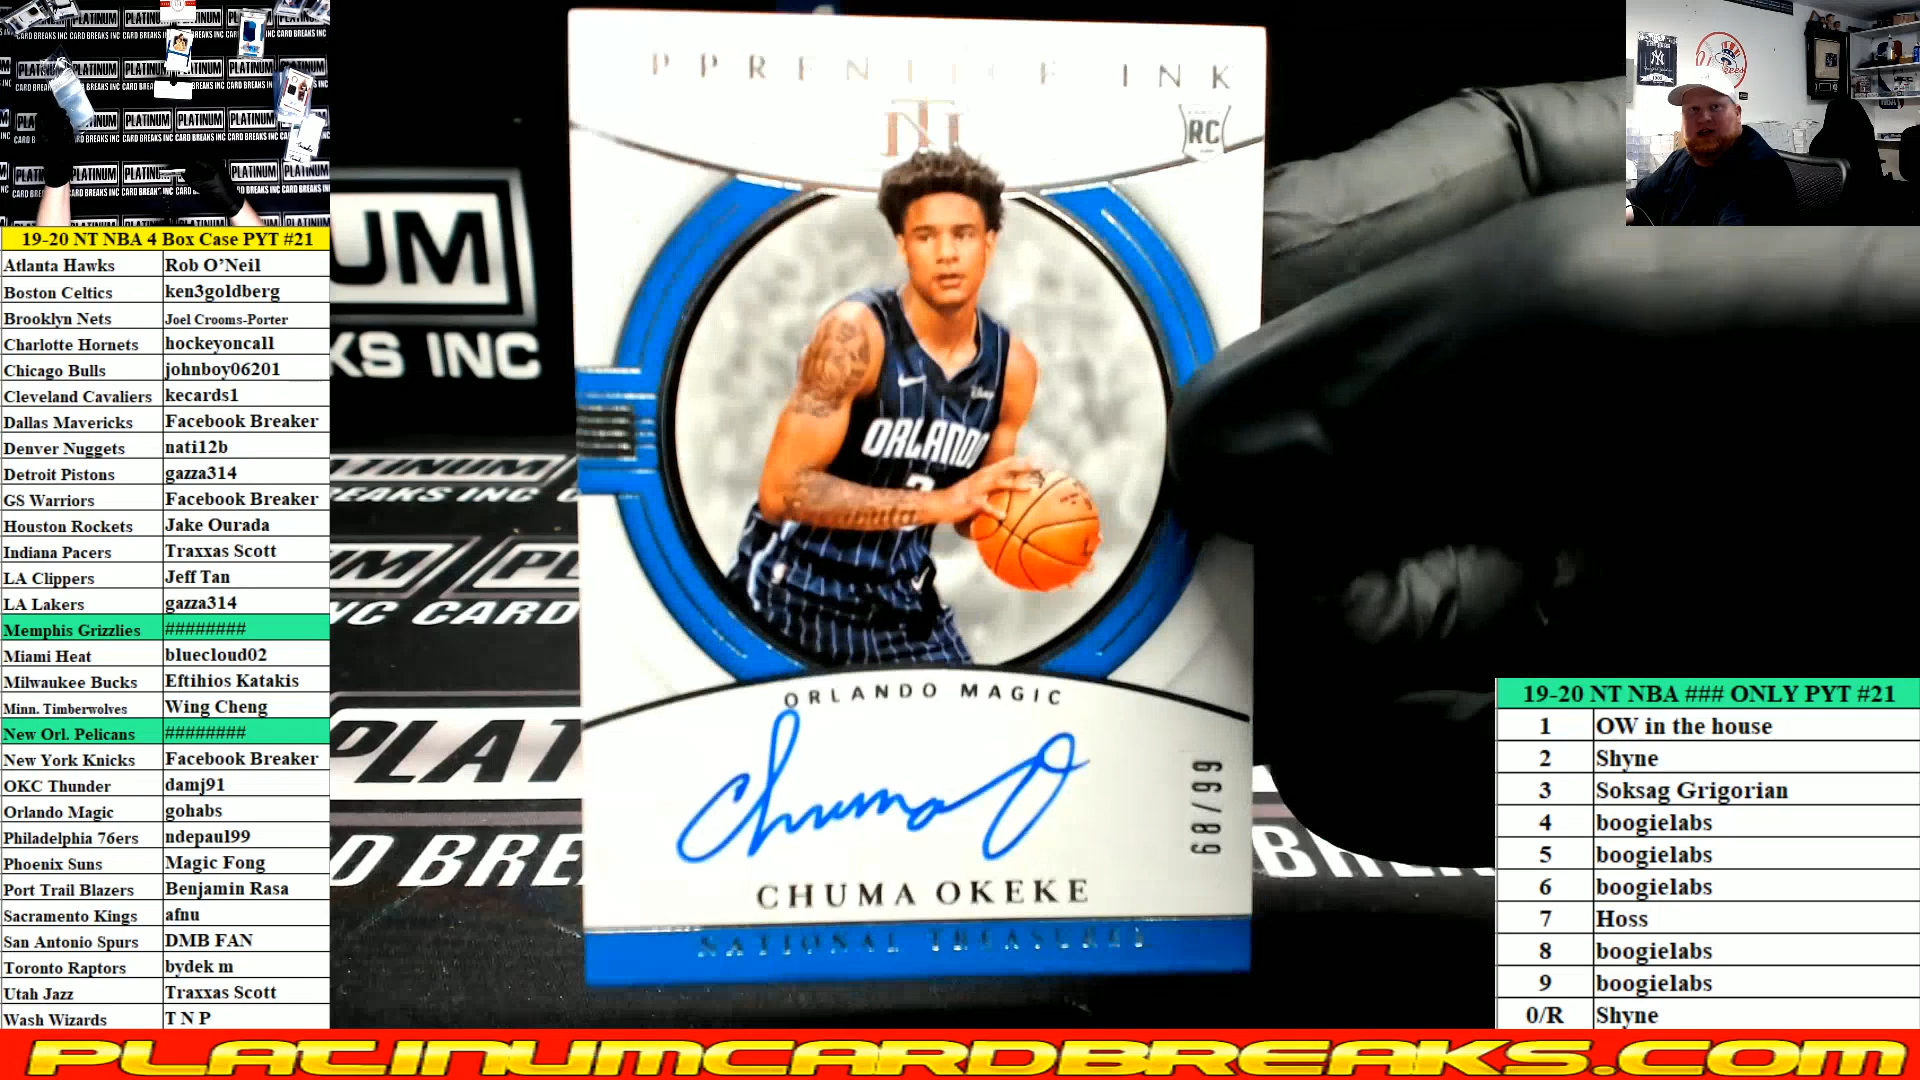 19-20 NT NBA 4 Box Case PYT #21
Atlanta Hawks Rob O'Neil
Boston Celtics ken3goldberg
Brooklyn Nets Joel Crooms-Porter
Charlotte Hornets hockeyoncall
Chicago Bulls johnboy06201
Cleveland Cavaliers kecards1
Dallas Mavericks Facebook Breaker
Denver Nuggets nati12b
Detroit Pistons gazza314
GS Warriors Facebook Breaker
Houston Rockets Jake Ourada
Indiana Pacers Traxxas Scott
LA Clippers Jeff Tan
LA Lakers gazza314
Memphis Grizzlies ########
Miami Heat bluecloud02
Milwaukee Bucks Eftihios Katakis
Minn. Timberwolves Wing Cheng
New Orl. Pelicans ########
New York Knicks Facebook Breaker
OKC Thunder damj91
Orlando Magic gohabs
Philadelphia 76ers ndepaul99
Phoenix Suns Magic Fong
Port Trail Blazers Benjamin Rasa
Sacramento Kings afnu
San Antonio Spurs DMB FAN
Toronto Raptors bydek m
Utah Jazz Traxxas Scott
Wash Wizards T N P
PPRENTICE INK
NT
RC
ORLANDO
ORLANDO MAGIC
Chuma O
68/99
CHUMA OKEKE
NATIONAL TREASURES
19-20 NT NBA ### ONLY PYT #21
1 OW in the house
2 Shyne
3 Soksag Grigorian
4 boogielabs
5 boogielabs
6 boogielabs
7 Hoss
8 boogielabs
9 boogielabs
0/R Shyne
PLATINUMCARDBREAKS.COM